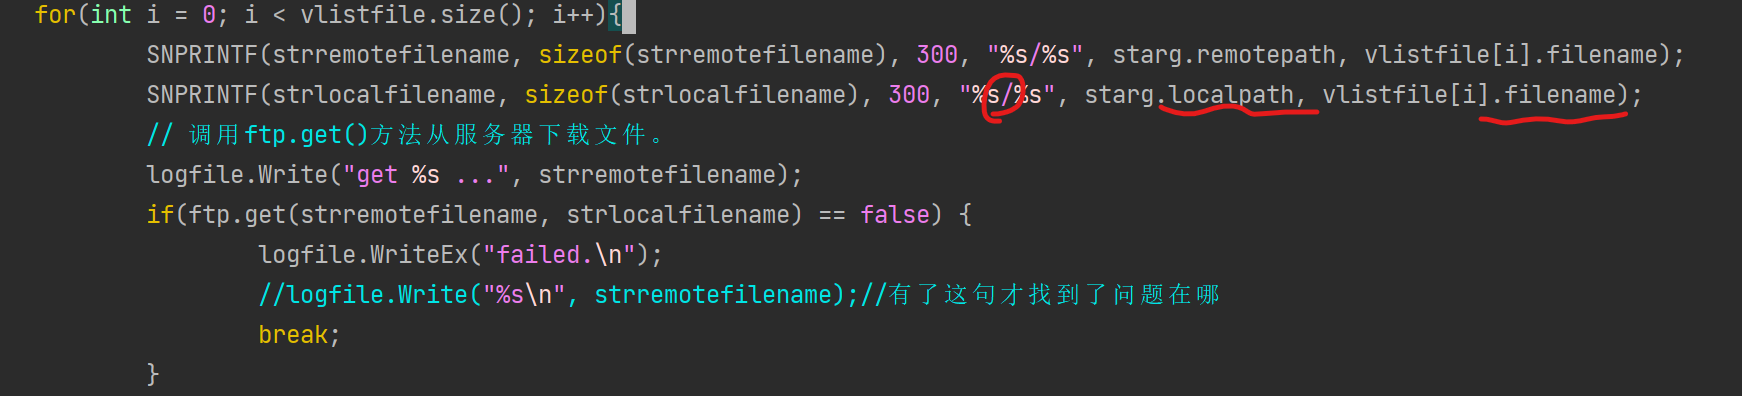 for(int i = 0; i < vlistfile.size(); i++){
SNPRINTF(strremotefilename, sizeof(strremotefilename), 300, "%s/%s", starg.remotepath, vlistfile[i].filename);
SNPRINTF(strlocalfilename, sizeof(strlocalfilename), 300, "%s/%s", starg.localpath, vlistfile[i].filename);
// 调用ftp.get()方法从服务器下载文件。
logfile.Write("get %s ...", strremotefilename);
if(ftp.get(strremotefilename, strlocalfilename) == false) {
logfile.WriteEx("failed.\n");
//logfile.Write("%s\n", strremotefilename);//有了这句才找到了问题在哪
break;
}